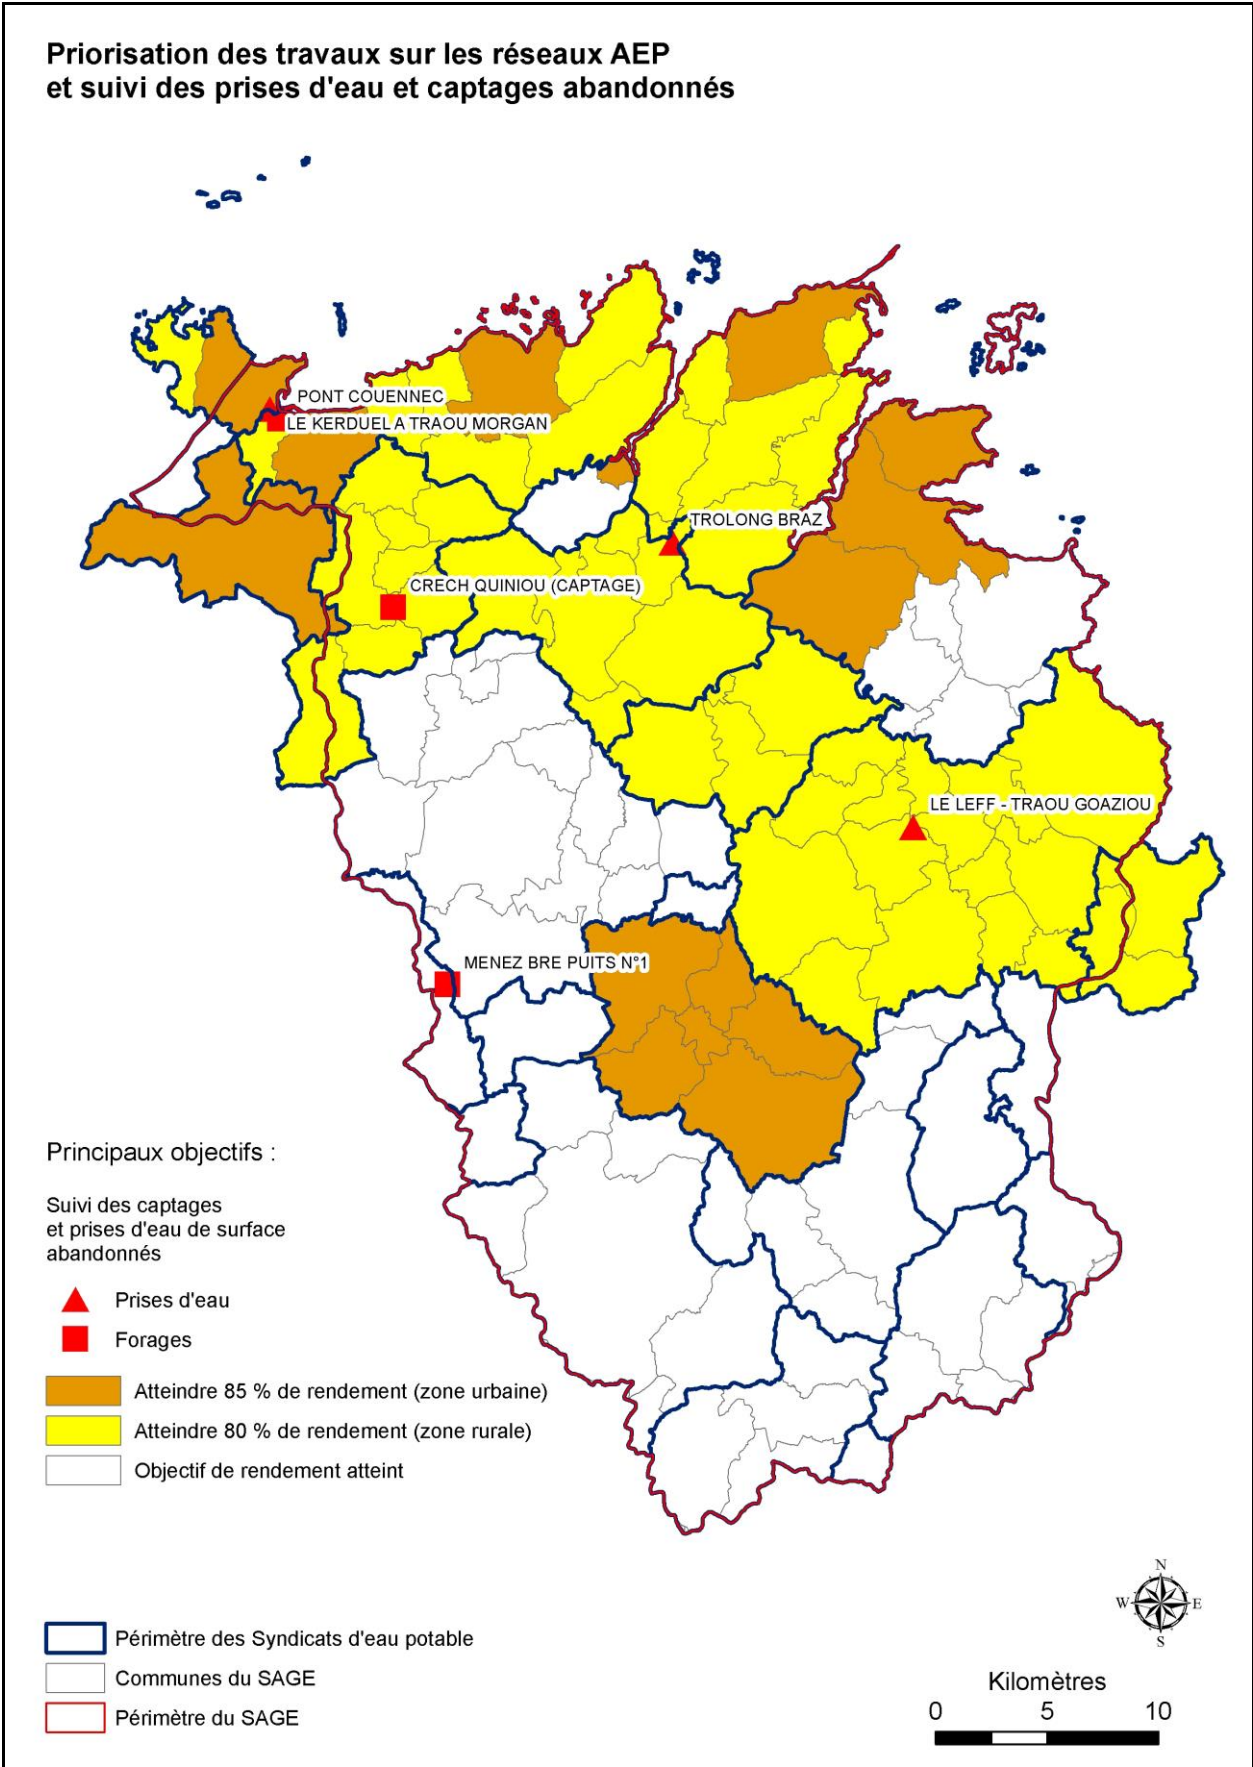 Priorisation des travaux sur les réseaux AEP
et suivi des prises d'eau et captages abandonnés
PONT COUENNEC
LE KERDUEL A TRAOU MORGAN
TROLONG BRAZ
CRECH QUINIOU (CAPTAGE)
LE LEFF - TRAOU GOAZIOU
MENEZ BRE PUITS N°1
Principaux objectifs :
Suivi des captages
et prises d'eau de surface
abandonnés
Prises d'eau
Forages
Atteindre 85 % de rendement (zone urbaine)
Atteindre 80 % de rendement (zone rurale)
Objectif de rendement atteint
Périmètre des Syndicats d'eau potable
Communes du SAGE
Périmètre du SAGE
N
W E
S
Kilomètres
0 5 10